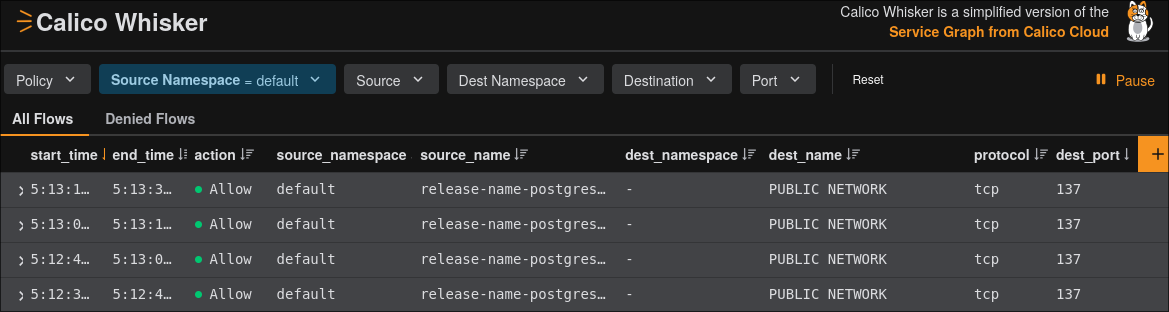 Calico Whisker
Calico Whisker is a simplified version of the
Service Graph from Calico Cloud
Policy Source Namespace = default Source Dest Namespace Destination Port Reset Pause
All Flows Denied Flows
start_time end_time action source_namespace source_name dest_namespace dest_name protocol dest_port +
5:13:1… 5:13:3… Allow default release-name-postgres… - PUBLIC NETWORK tcp 137
5:13:0… 5:13:1… Allow default release-name-postgres… - PUBLIC NETWORK tcp 137
5:12:4… 5:13:0… Allow default release-name-postgres… - PUBLIC NETWORK tcp 137
5:12:3… 5:12:4… Allow default release-name-postgres… - PUBLIC NETWORK tcp 137